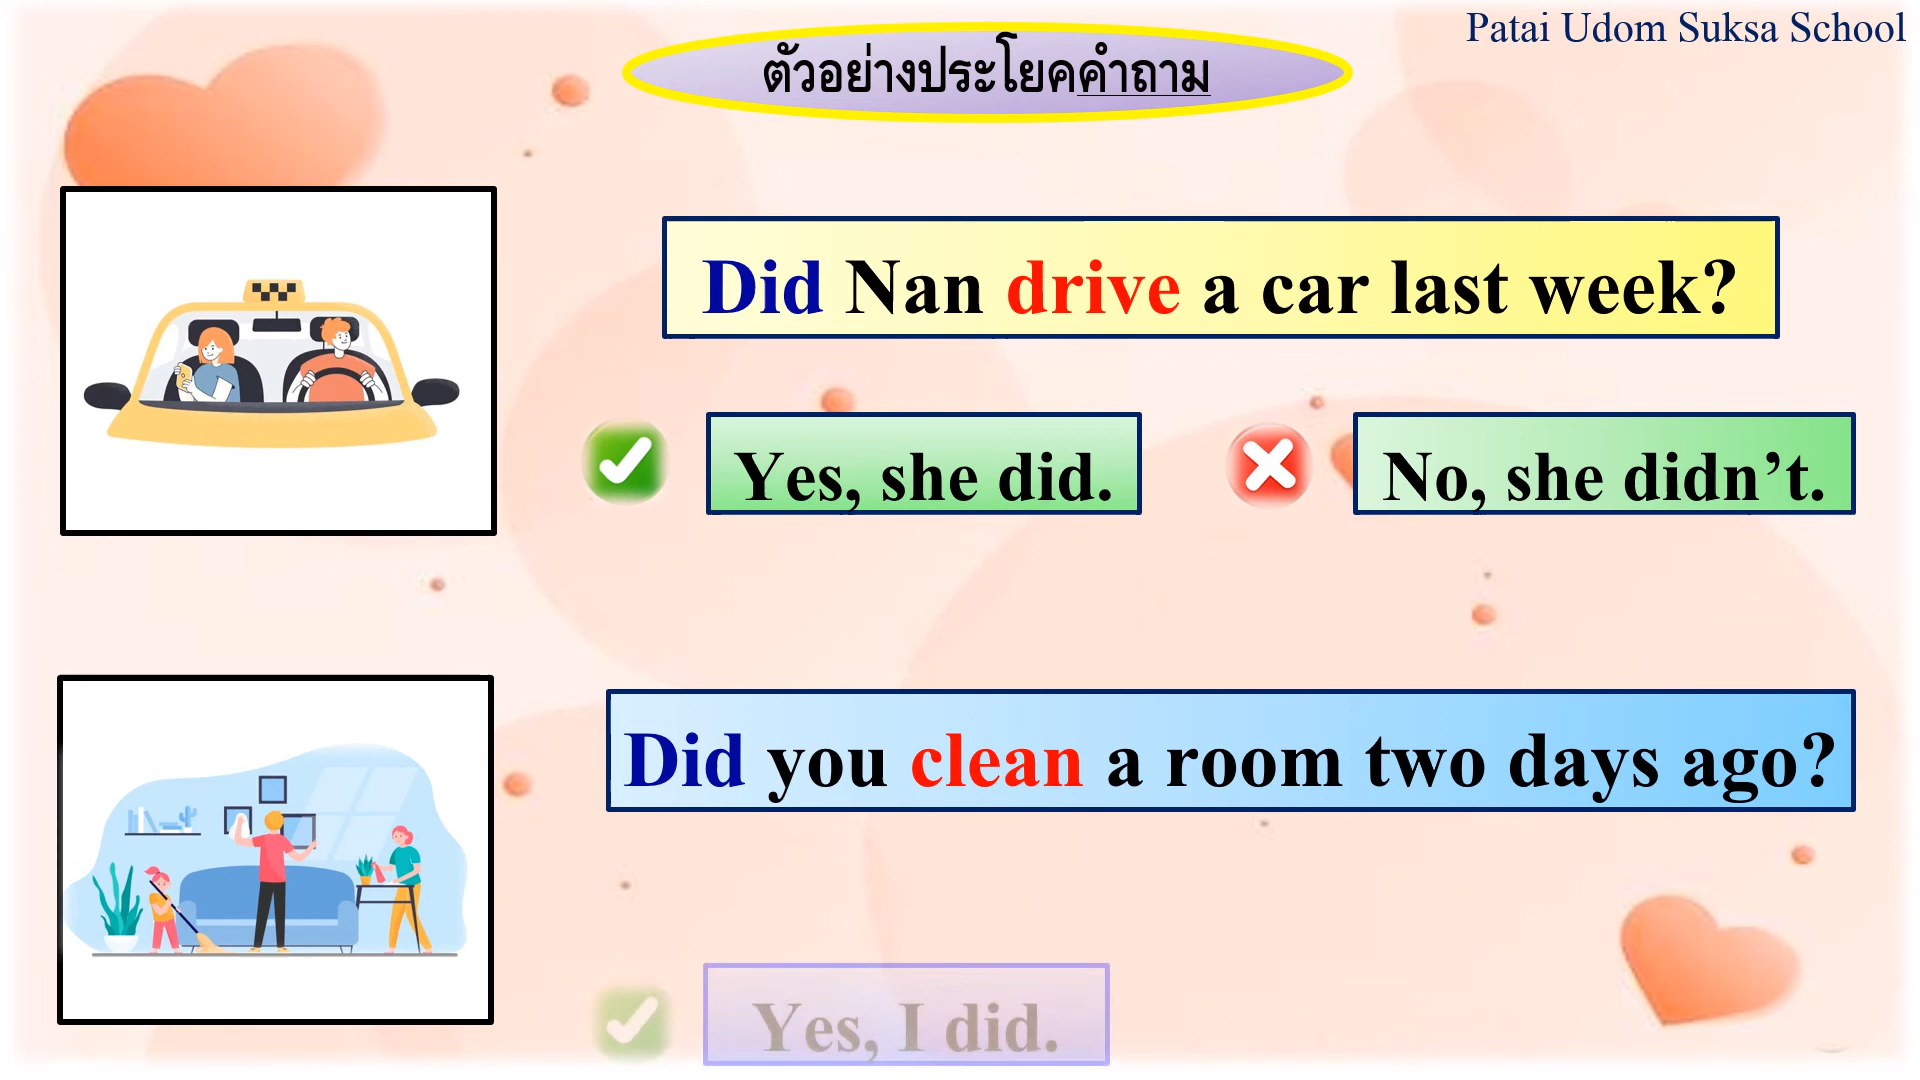 Patai Udom Suksa School
ตัวอย่างประโยคคำถาม
Did Nan drive a car last week?
Yes, she did.
No, she didn’t.
Did you clean a room two days ago?
Yes, I did.